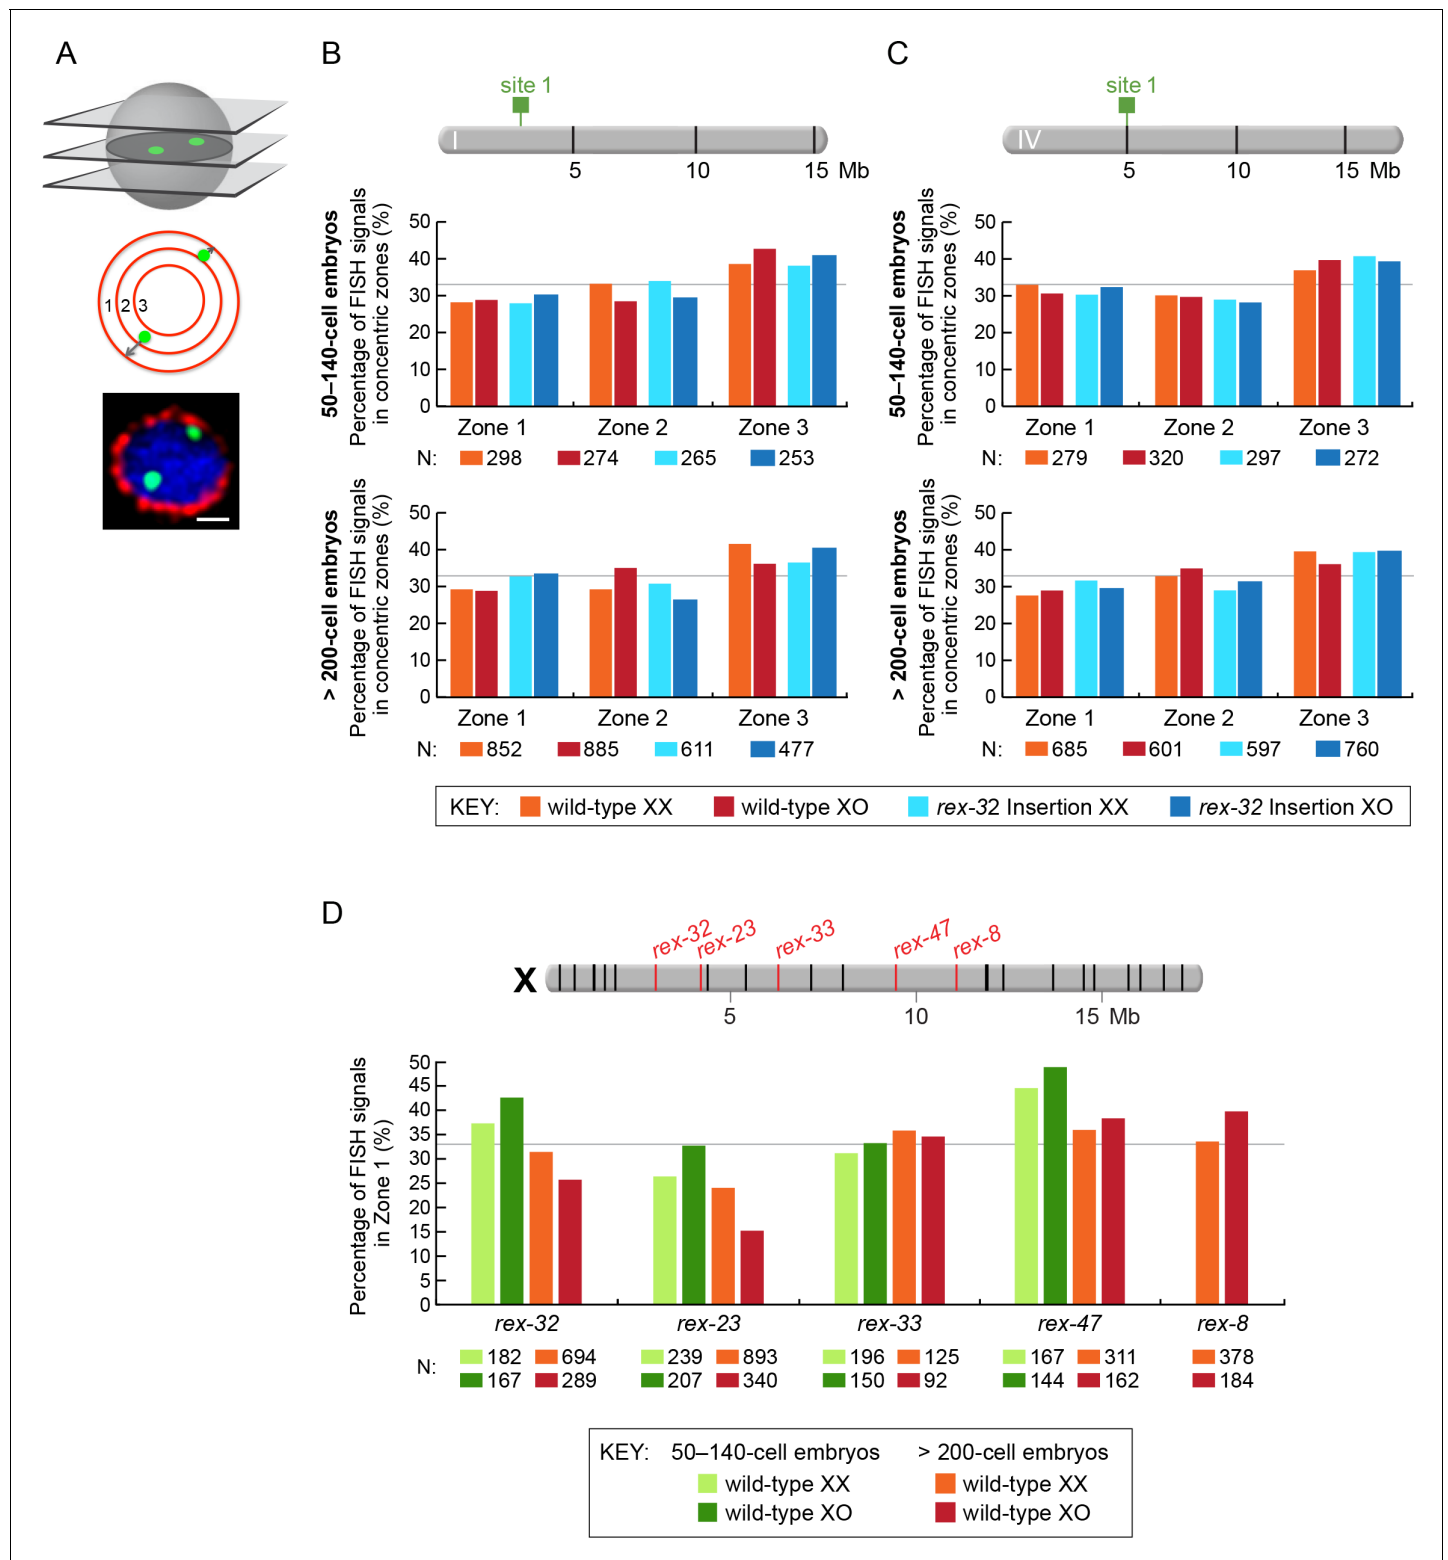 A
1 2 3
B
site 1
I
5 10 15 Mb
50–140-cell embryos
Percentage of FISH signals
in concentric zones (%)
50
40
30
20
10
0
Zone 1 Zone 2 Zone 3
N: 298 274 265 253
> 200-cell embryos
Percentage of FISH signals
in concentric zones (%)
50
40
30
20
10
0
Zone 1 Zone 2 Zone 3
N: 852 885 611 477
C
site 1
IV
5 10 15 Mb
50–140-cell embryos
Percentage of FISH signals
in concentric zones (%)
50
40
30
20
10
0
Zone 1 Zone 2 Zone 3
N: 279 320 297 272
> 200-cell embryos
Percentage of FISH signals
in concentric zones (%)
50
40
30
20
10
0
Zone 1 Zone 2 Zone 3
N: 685 601 597 760
KEY: wild-type XX wild-type XO rex-32 Insertion XX rex-32 Insertion XO
D
rex-32 rex-23 rex-33 rex-47 rex-8
X
5 10 15 Mb
Percentage of FISH signals
in Zone 1 (%)
50
45
40
35
30
25
20
15
10
5
0
rex-32 rex-23 rex-33 rex-47 rex-8
N:
182 694 239 893 196 125 167 311 378
167 289 207 340 150 92 144 162 184
KEY: 50–140-cell embryos > 200-cell embryos
wild-type XX wild-type XX
wild-type XO wild-type XO